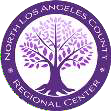 NORTH LOS ANGELES COUNTY
REGIONAL CENTER